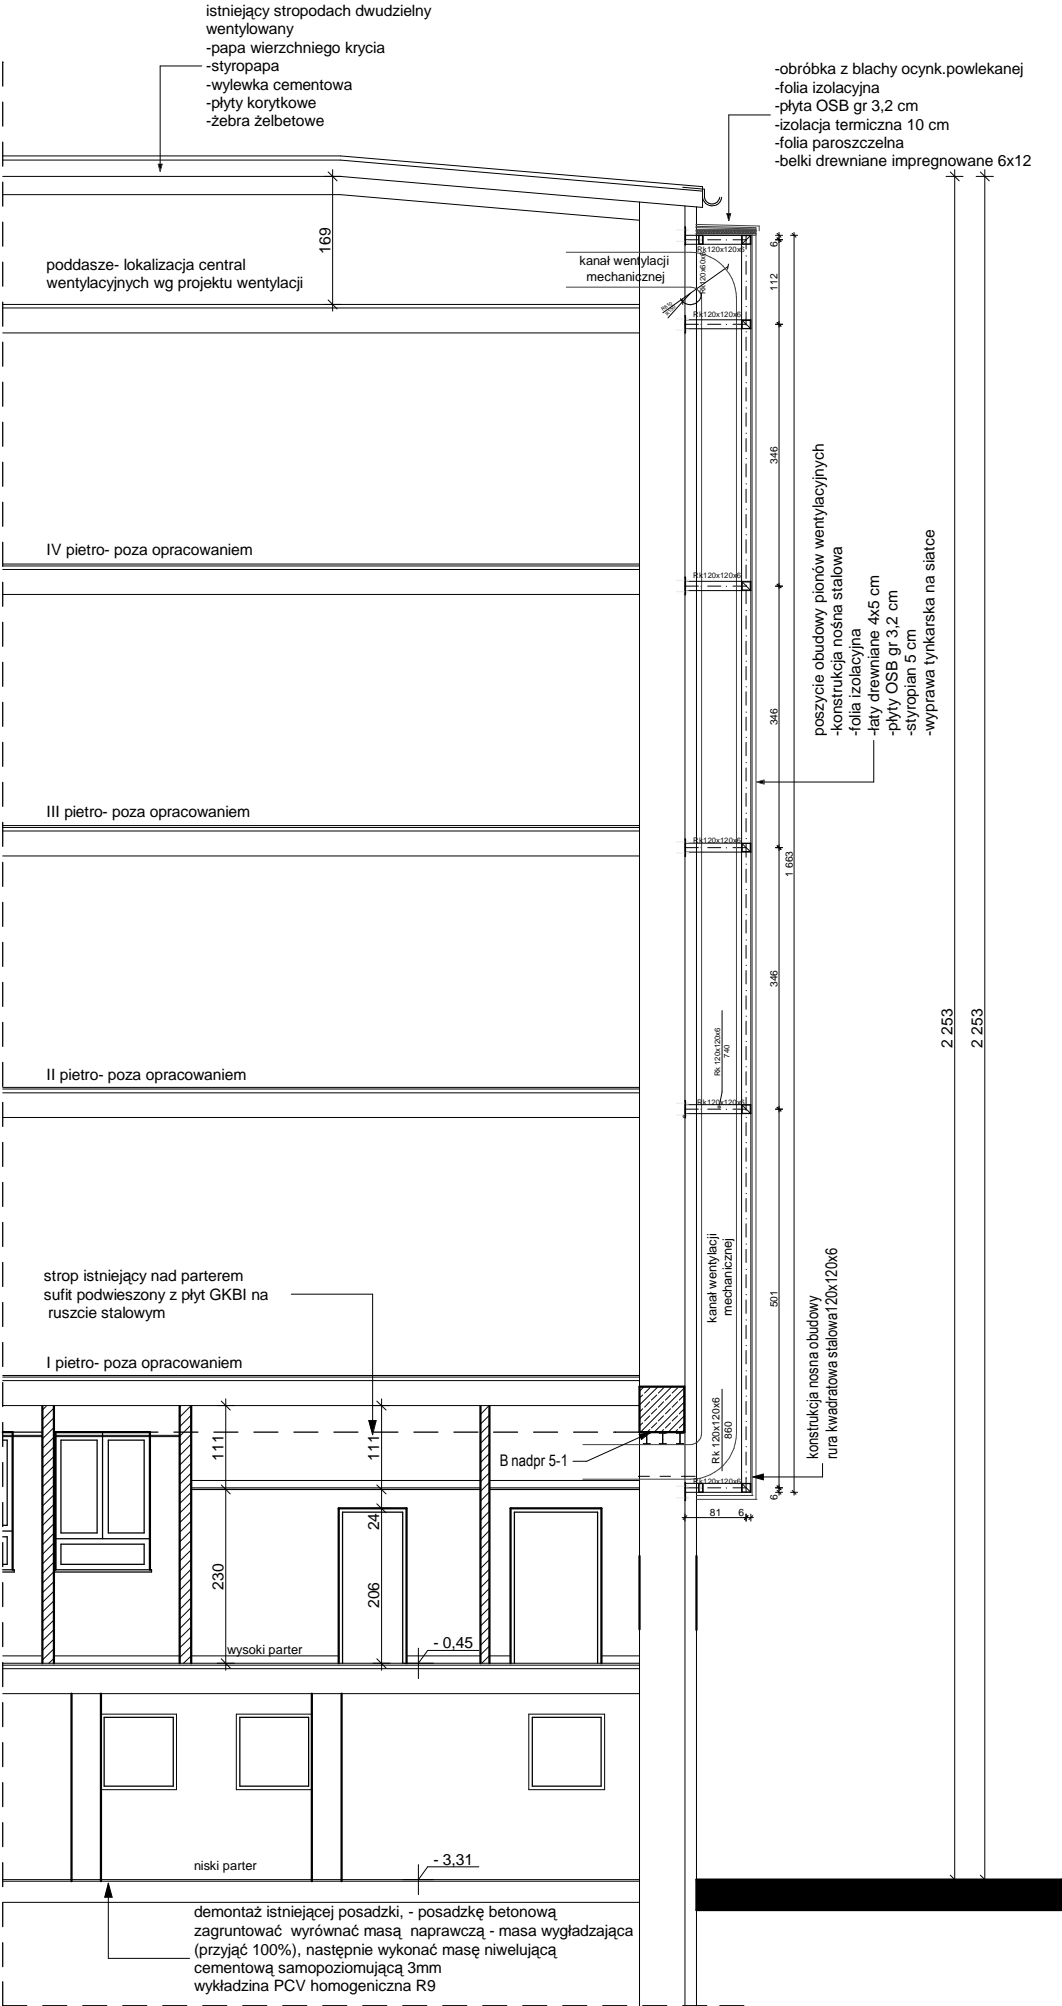 istniejący stropodach dwudzielny
wentylowany
-papa wierzchniego krycia
-styropapa
-wylewka cementowa
-płyty korytkowe
-żebra żelbetowe
-obróbka z blachy ocynk.powlekanej
-folia izolacyjna
-płyta OSB gr 3,2 cm
-izolacja termiczna 10 cm
-folia paroszczelna
-belki drewniane impregnowane 6x12
169
poddasze- lokalizacja central
wentylacyjnych wg projektu wentylacji
kanał wentylacji
mechanicznej
Rk120x120x6
Rk120x60x6
Rk120x120x6
6
112
346
IV pietro- poza opracowaniem
Rk120x120x6
poszycie obudowy pionów wentylacyjnych
-konstrukcja nośna stalowa
-folia izolacyjna
-łaty drewniane 4x5 cm
-płyty OSB gr 3,2 cm
-styropian 5 cm
-wyprawa tynkarska na siatce
346
III pietro- poza opracowaniem
Rk120x120x6
1 663
346
2 253
2 253
Rk 120x120x6
740
II pietro- poza opracowaniem
Rk120x120x6
kanał wentylacji
mechanicznej
501
strop istniejący nad parterem
sufit podwieszony z płyt GKBI na
ruszcie stalowym
konstrukcja nosna obudowy
rura kwadratowa stalowa120x120x6
I pietro- poza opracowaniem
111
111
B nadpr 5-1
Rk 120x120x6
860
Rk120x120x6
6
81
6
24
230
206
wysoki parter
- 0,45
niski parter
- 3,31
demontaż istniejącej posadzki, - posadzkę betonową
zagruntować wyrównać masą naprawczą - masa wygładzająca
(przyjąć 100%), następnie wykonać masę niwelującą
cementową samopoziomującą 3mm
wykładzina PCV homogeniczna R9